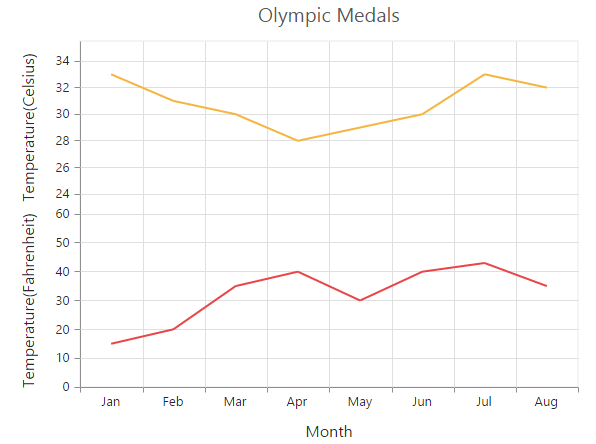 Olympic Medals
Temperature(Celsius)
34
32
30
28
26
24
Temperature(Fahrenheit)
60
50
40
30
20
10
0
Jan Feb Mar Apr May Jun Jul Aug
Month